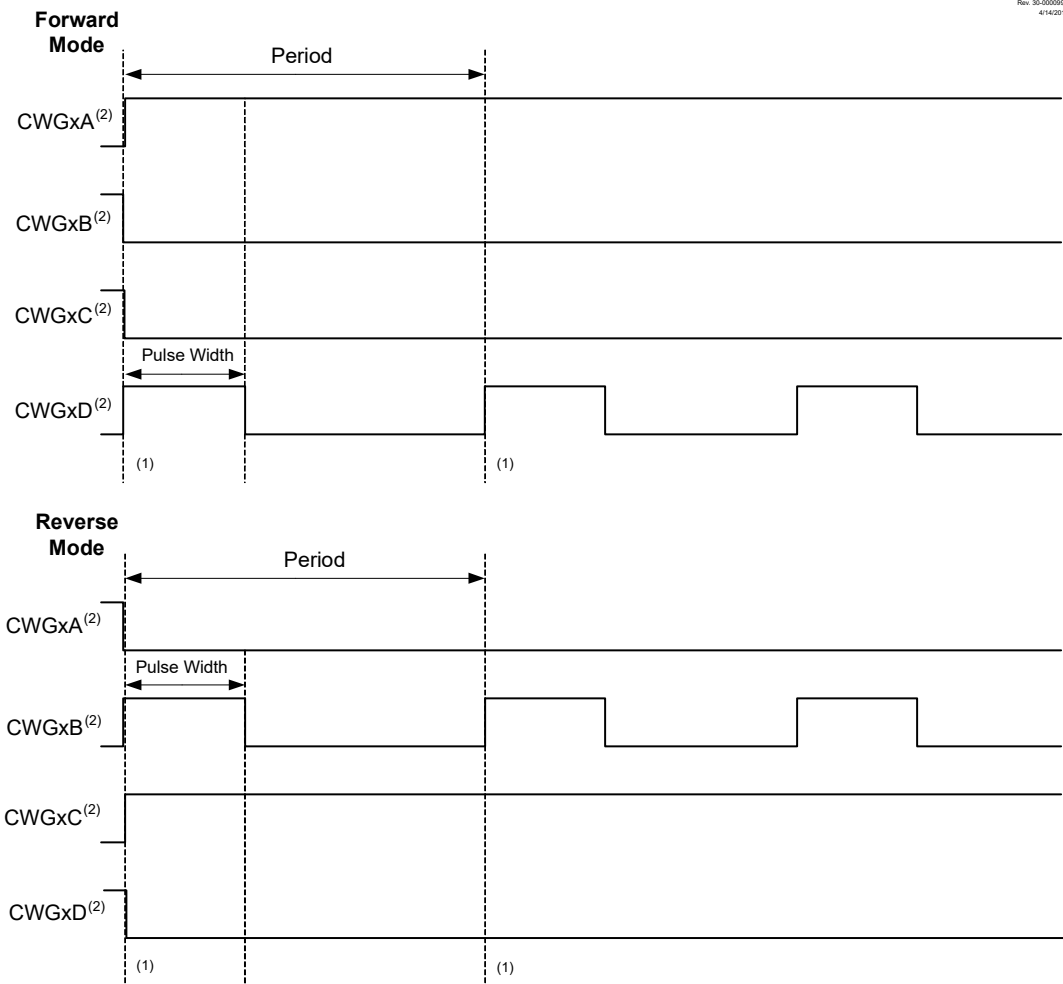 Rev. 30-000099
4/14/201
Forward
Mode
Period
CWGxA(2)
CWGxB(2)
CWGxC(2)
Pulse Width
CWGxD(2)
(1)
(1)
Reverse
Mode
Period
CWGxA(2)
Pulse Width
CWGxB(2)
CWGxC(2)
CWGxD(2)
(1)
(1)